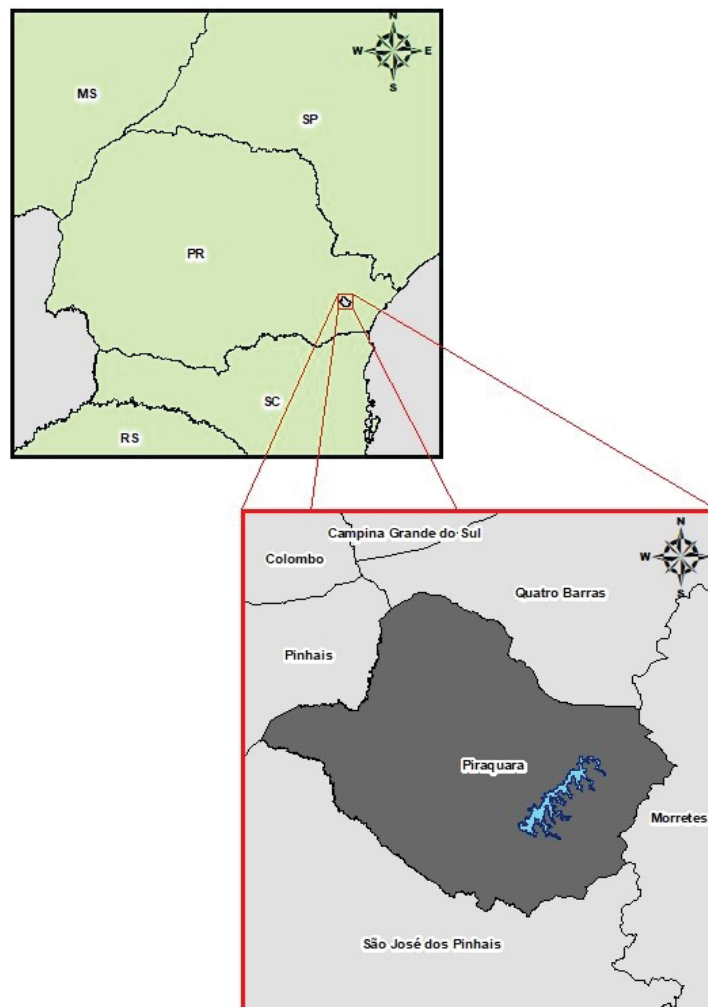 N
W E
S
MS
SP
PR
SC
RS
Campina Grande do Sul
Colombo
N
W
S
Quatro Barras
Pinhais
Piraquara
Morretes
São José dos Pinhais